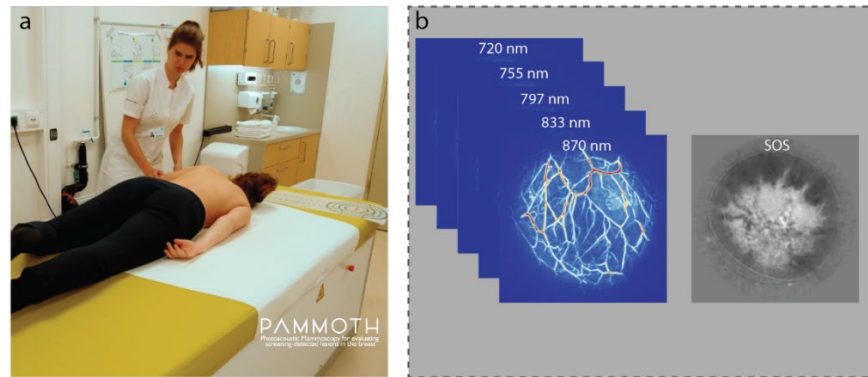 a
PAMMOTH
Photoacoustic Mammoscopy for evaluating
screening-detected lesions in the breast
b
720 nm
755 nm
797 nm
833 nm
870 nm
SOS